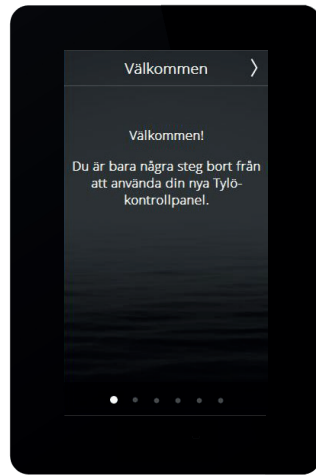 Välkommen
Välkommen!
Du är bara några steg bort från
att använda din nya Tylö-
kontrollpanel.